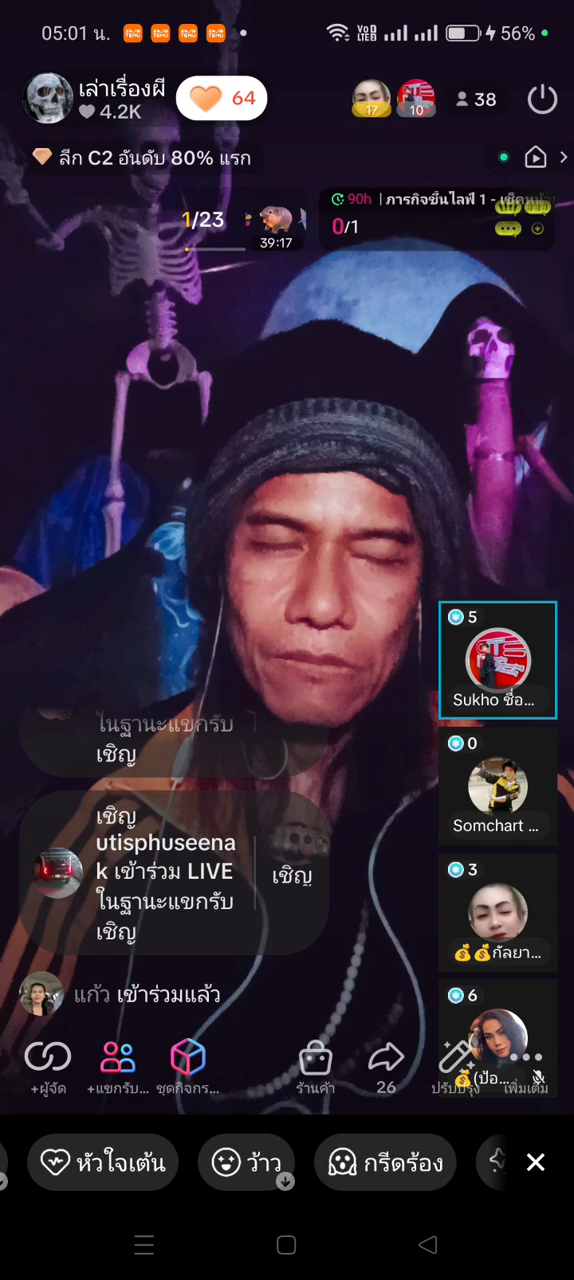 05:01 น.
VoD LTE 56%
เล่าเรื่องผี
4.2K
64
17
10
38
ลีก C2 อันดับ 80% แรก
1/23
39:17
90h | ภารกิจขึ้นไลฟ์ 1 -
0/1
5
Sukho ชื่อ...
0
Somchart ...
3
กัลยา...
6
(ป้อ...
ในฐานะแขกรับ
เชิญ
เชิญ
utisphuseena
k เข้าร่วม LIVE
ในฐานะแขกรับ
เชิญ
เชิญ
แก้ว เข้าร่วมแล้ว
+ผู้จัด
+แขกรับ...
ชุดกิจกร...
ร้านค้า
26
ปรับปรุง
เพิ่มเติม
หัวใจเต้น
ว้าว
กรีดร้อง